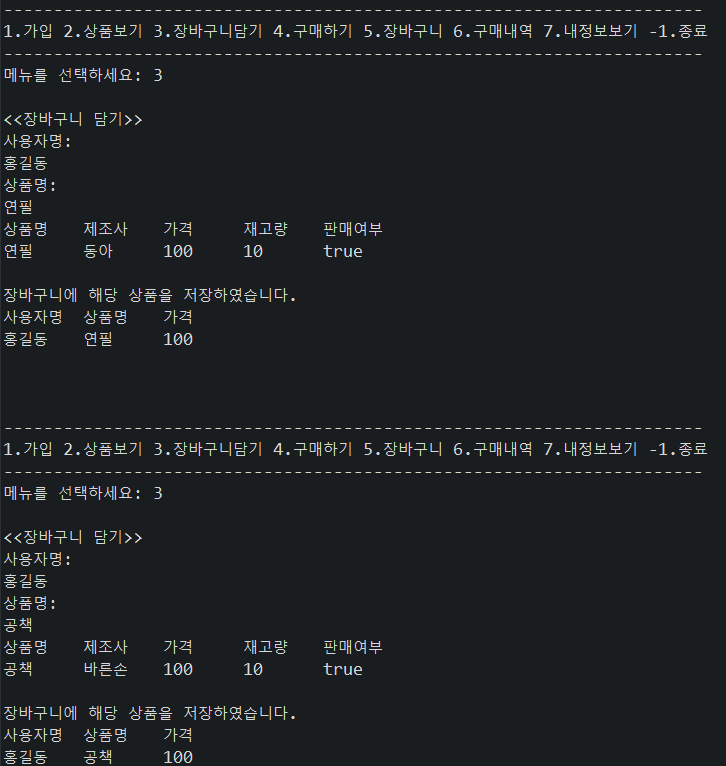 ----------------------------------------------------------------------
1.가입 2.상품보기 3.장바구니담기 4.구매하기 5.장바구니 6.구매내역 7.내정보보기 -1.종료
----------------------------------------------------------------------
메뉴를 선택하세요: 3
<<장바구니 담기>>
사용자명:
홍길동
상품명:
연필
상품명 제조사 가격 재고량 판매여부
연필 동아 100 10 true
장바구니에 해당 상품을 저장하였습니다.
사용자명 상품명 가격
홍길동 연필 100
----------------------------------------------------------------------
1.가입 2.상품보기 3.장바구니담기 4.구매하기 5.장바구니 6.구매내역 7.내정보보기 -1.종료
----------------------------------------------------------------------
메뉴를 선택하세요: 3
<<장바구니 담기>>
사용자명:
홍길동
상품명:
공책
상품명 제조사 가격 재고량 판매여부
공책 바른손 100 10 true
장바구니에 해당 상품을 저장하였습니다.
사용자명 상품명 가격
홍길동 공책 100